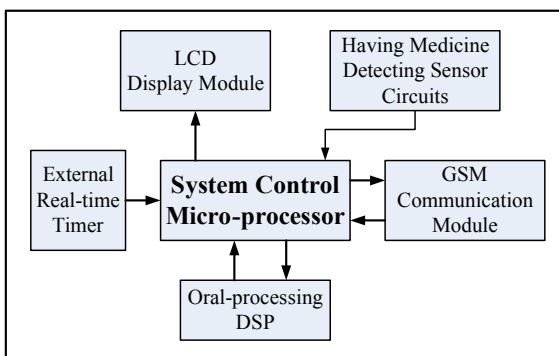 LCD
Display Module
Having Medicine
Detecting Sensor
Circuits
External
Real-time
Timer
System Control
Micro-processor
GSM
Communication
Module
Oral-processing
DSP